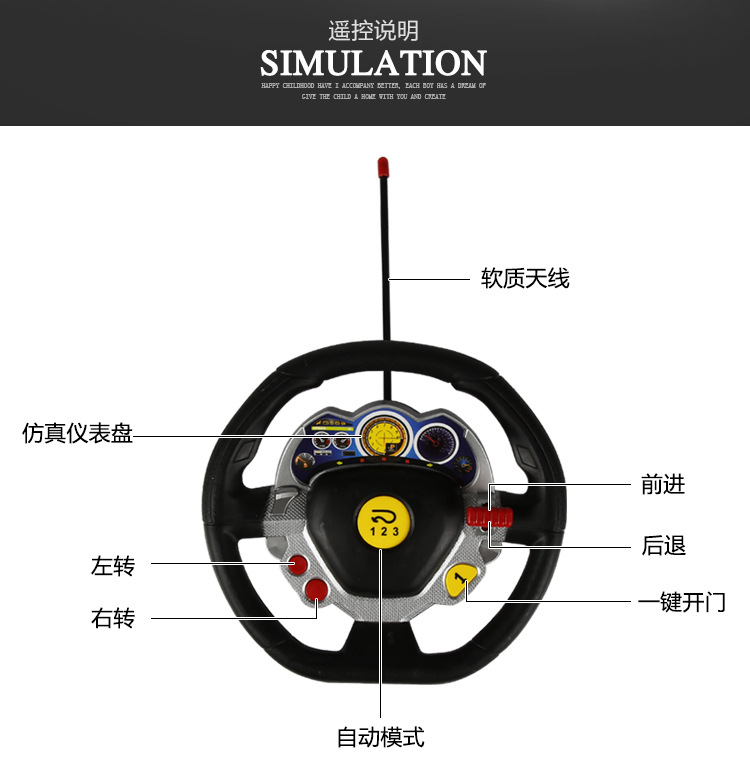 遥控说明
SIMULATION
HAPPY CHILDHOOD HAVE I ACCOMPANY BETTER, EACH BOY HAS A DREAM OF
GIVE THE CHILD A HOME WITH YOU AND CREATE
软质天线
仿真仪表盘
前进
1 2 3
后退
左转
1
一键开门
右转
自动模式